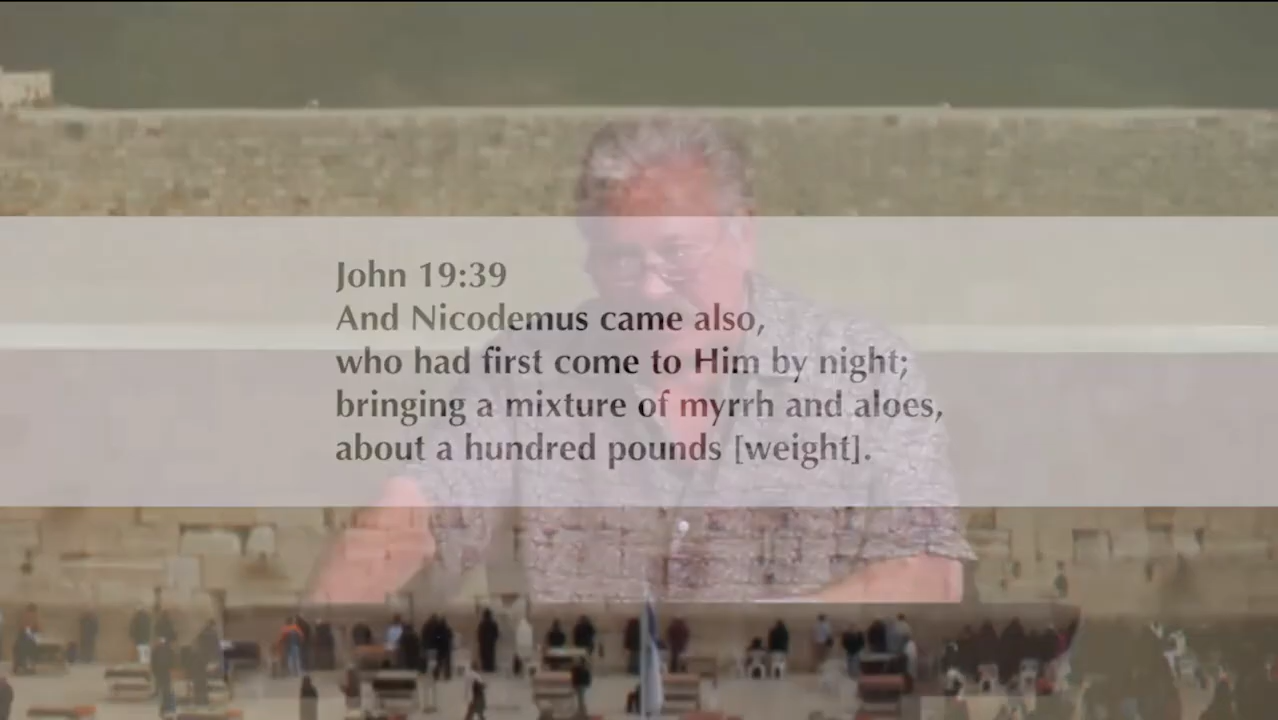 John 19:39
And Nicodemus came also,
who had first come to Him by night;
bringing a mixture of myrrh and aloes,
about a hundred pounds [weight].